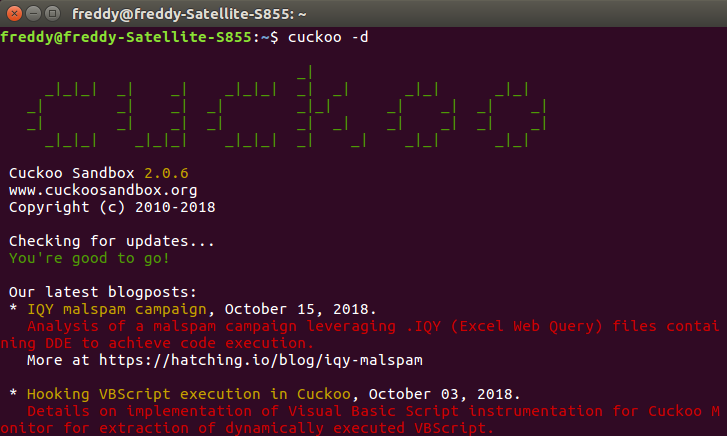 freddy@freddy-Satellite-S855: ~
freddy@freddy-Satellite-S855:~$ cuckoo -d
cuckoo
Cuckoo Sandbox 2.0.6
www.cuckoosandbox.org
Copyright (c) 2010-2018
Checking for updates...
You're good to go!
Our latest blogposts:
* IQY malspam campaign, October 15, 2018.
Analysis of a malspam campaign leveraging .IQY (Excel Web Query) files contai
ning DDE to achieve code execution.
More at https://hatching.io/blog/iqy-malspam
* Hooking VBScript execution in Cuckoo, October 03, 2018.
Details on implementation of Visual Basic Script instrumentation for Cuckoo M
onitor for extraction of dynamically executed VBScript.